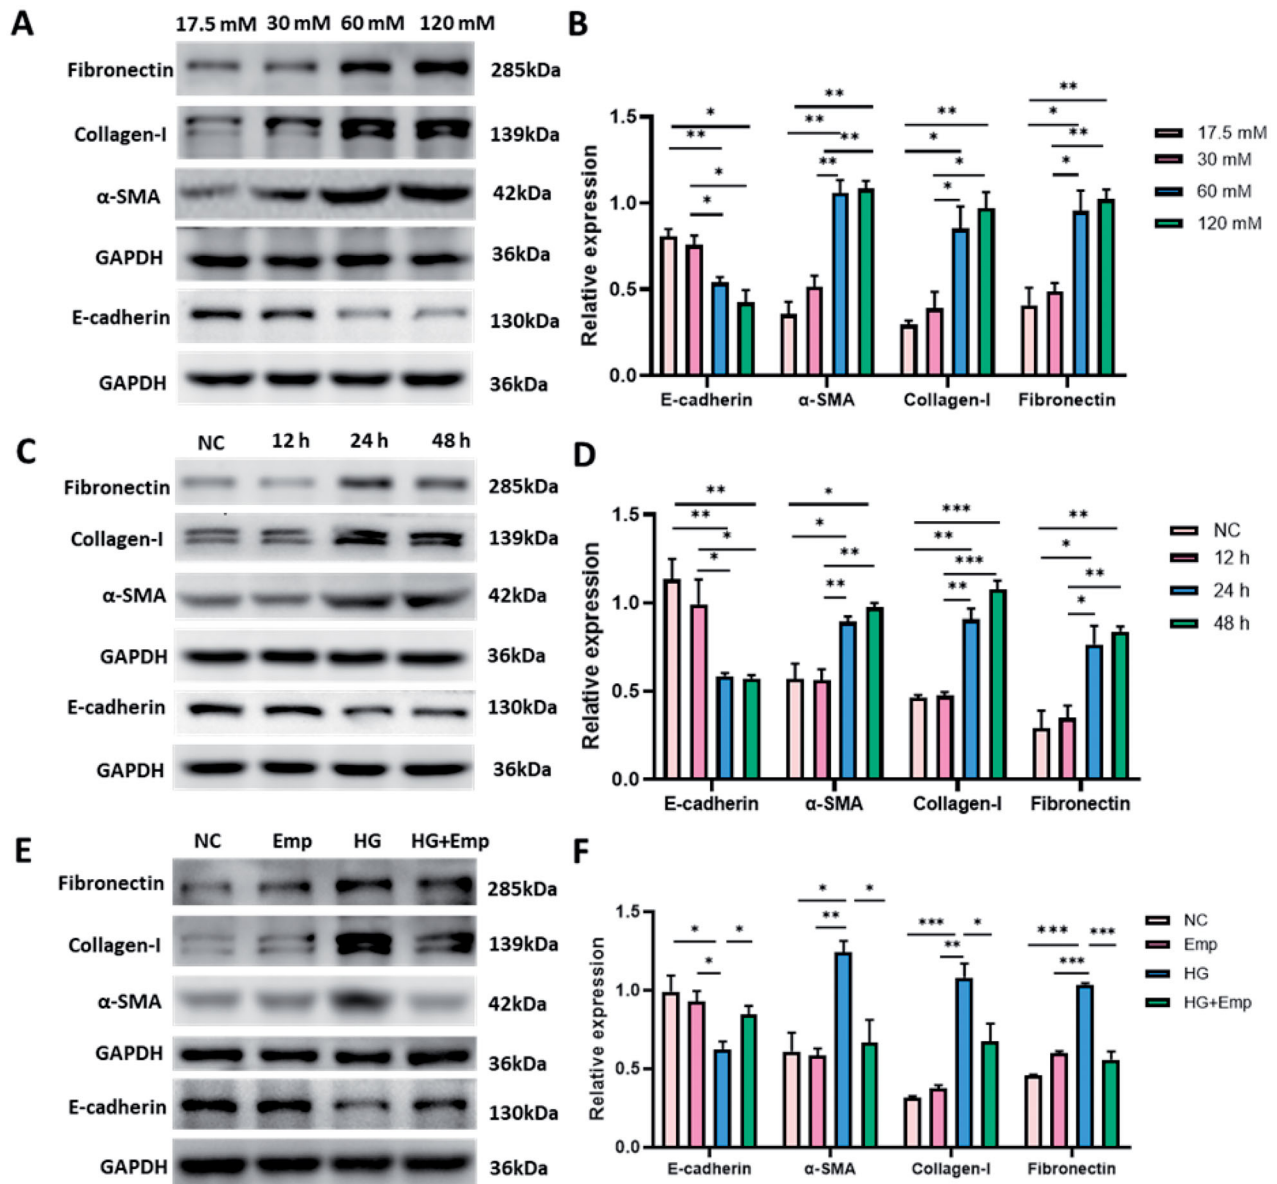 A
17.5 mM 30 mM 60 mM 120 mM
Fibronectin 285kDa
Collagen-I 139kDa
α-SMA 42kDa
GAPDH 36kDa
E-cadherin 130kDa
GAPDH 36kDa
B
Relative expression
1.5
1.0
0.5
0.0
* ** * *
** ** ** **
** * * *
** * ** *
E-cadherin α-SMA Collagen-I Fibronectin
17.5 mM
30 mM
60 mM
120 mM
C
NC 12 h 24 h 48 h
Fibronectin 285kDa
Collagen-I 139kDa
α-SMA 42kDa
GAPDH 36kDa
E-cadherin 130kDa
GAPDH 36kDa
D
Relative expression
1.5
1.0
0.5
0.0
** ** * *
* * ** **
*** ** *** **
** * ** *
E-cadherin α-SMA Collagen-I Fibronectin
NC
12 h
24 h
48 h
E
NC Emp HG HG+Emp
Fibronectin 285kDa
Collagen-I 139kDa
α-SMA 42kDa
GAPDH 36kDa
E-cadherin 130kDa
GAPDH 36kDa
F
Relative expression
1.5
1.0
0.5
0.0
* * *
* ** *
*** ** *
*** *** ***
E-cadherin α-SMA Collagen-I Fibronectin
NC
Emp
HG
HG+Emp